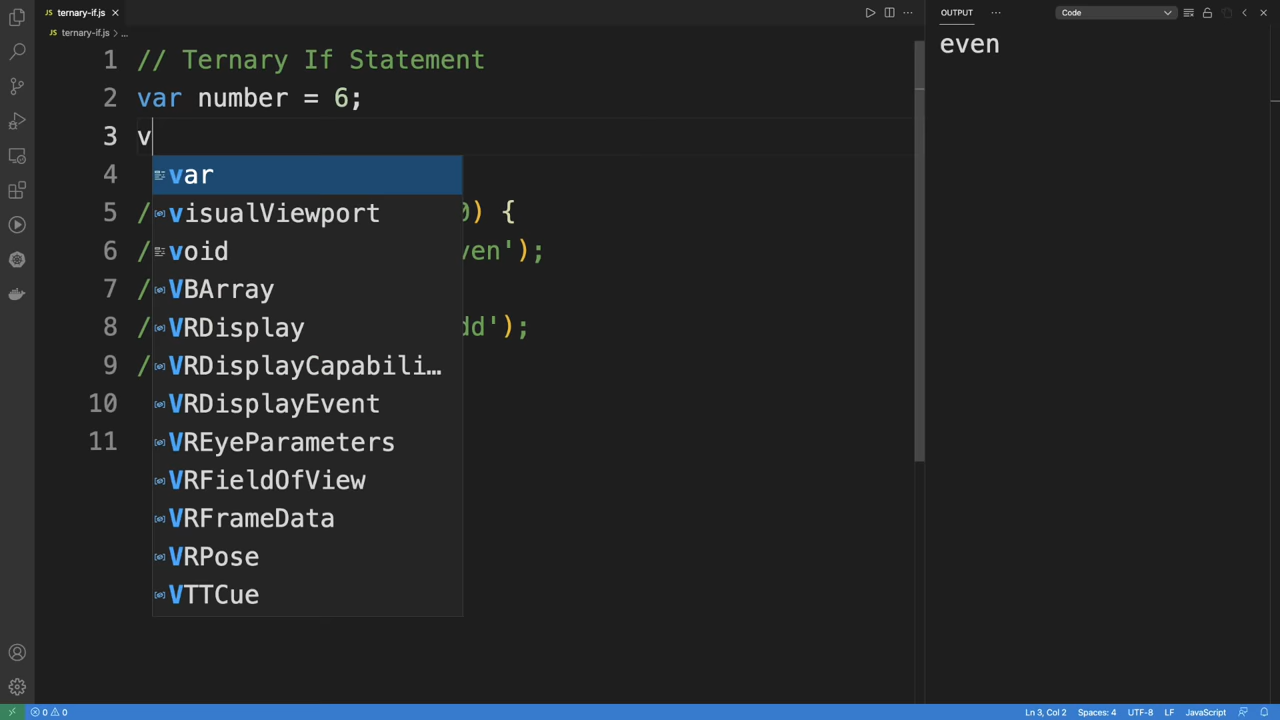 ternary-if.js
OUTPUT
Code
ternary-if.js > ...
even
1 // Ternary If Statement
2 var number = 6;
3 v
4 var
5 / visualViewport 0) {
6 / void ven');
7 / VBArray
8 / VRDisplay dd');
9 / VRDisplayCapabili…
10 VRDisplayEvent
11 VREyeParameters
VRFieldOfView
VRFrameData
VRPose
VTTCue
0 0
Ln 3, Col 2 Spaces: 4 UTF-8 LF JavaScript